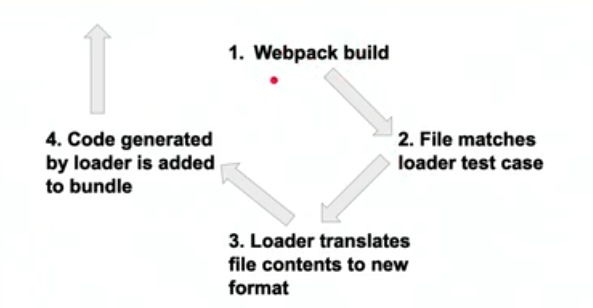 1. Webpack build
2. File matches
loader test case
3. Loader translates
file contents to new
format
4. Code generated
by loader is added
to bundle